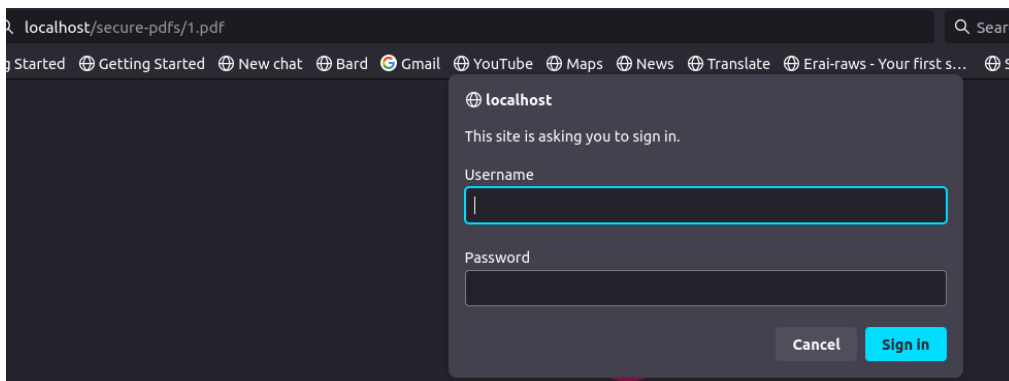 localhost/secure-pdfs/1.pdf Sear
g Started Getting Started New chat Bard Gmail YouTube Maps News Translate Erai-raws - Your first s... S
localhost
This site is asking you to sign in.
Username
Password
Cancel Sign in